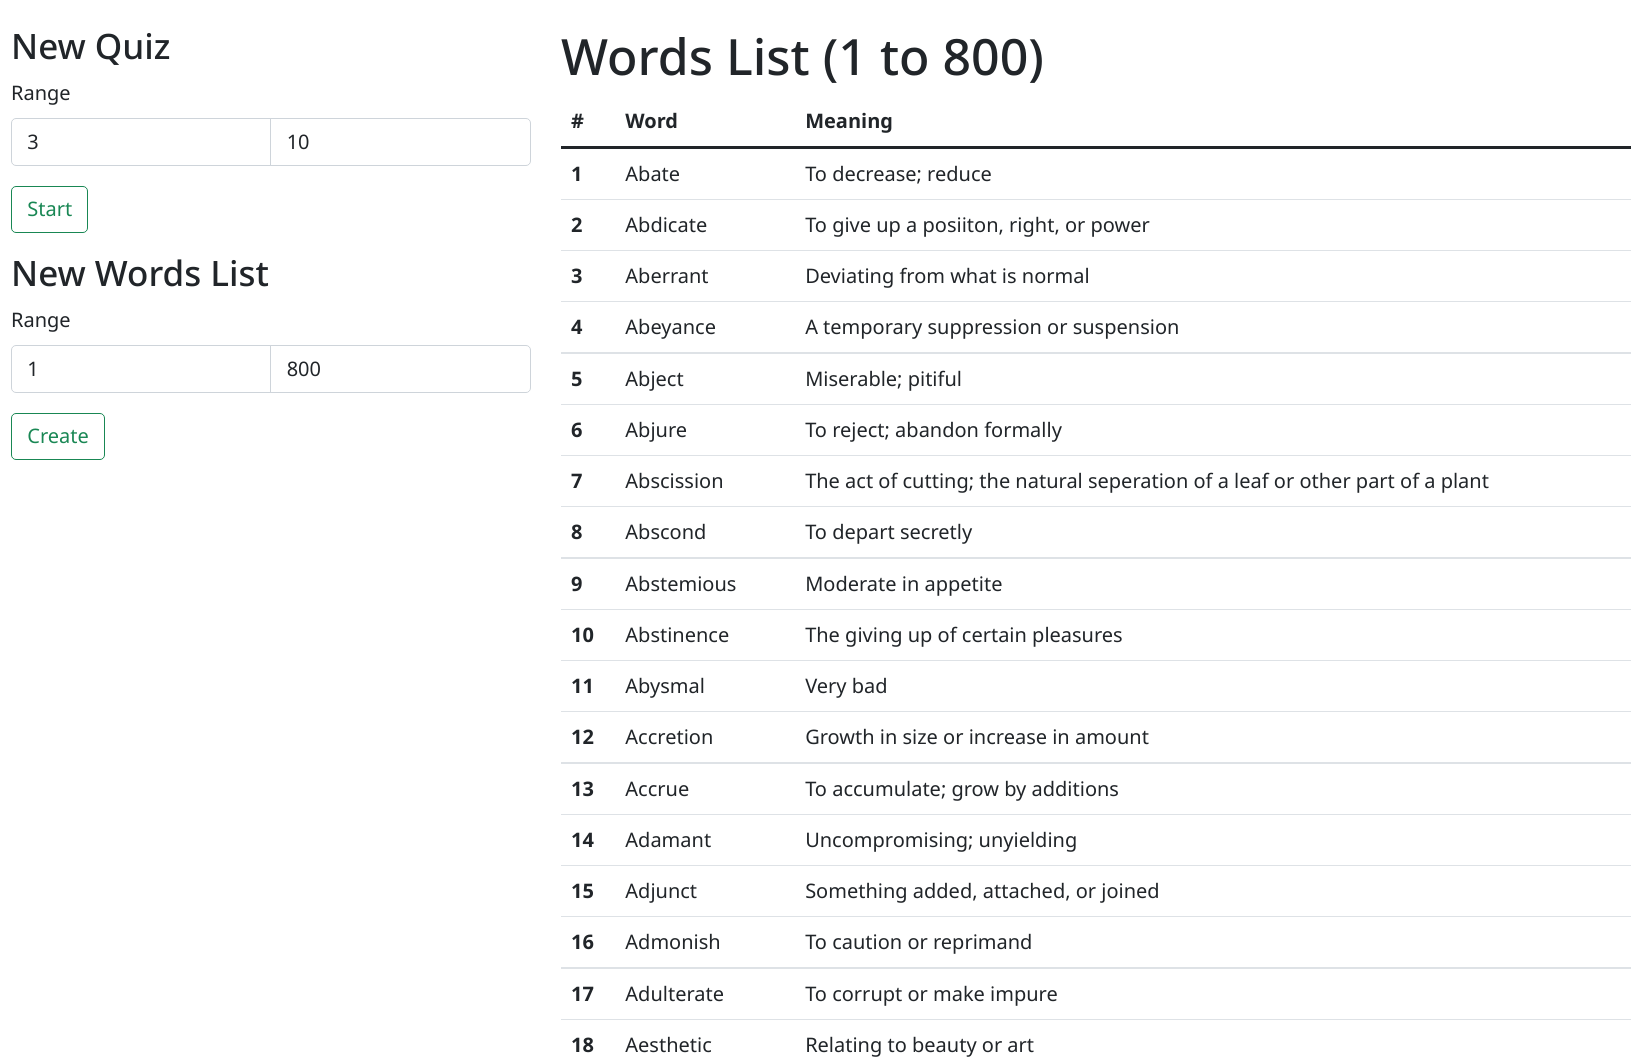 New Quiz
Range
3 10
Start
New Words List
Range
1 800
Create
Words List (1 to 800)
# Word Meaning
1 Abate To decrease; reduce
2 Abdicate To give up a posiiton, right, or power
3 Aberrant Deviating from what is normal
4 Abeyance A temporary suppression or suspension
5 Abject Miserable; pitiful
6 Abjure To reject; abandon formally
7 Abscission The act of cutting; the natural seperation of a leaf or other part of a plant
8 Abscond To depart secretly
9 Abstemious Moderate in appetite
10 Abstinence The giving up of certain pleasures
11 Abysmal Very bad
12 Accretion Growth in size or increase in amount
13 Accrue To accumulate; grow by additions
14 Adamant Uncompromising; unyielding
15 Adjunct Something added, attached, or joined
16 Admonish To caution or reprimand
17 Adulterate To corrupt or make impure
18 Aesthetic Relating to beauty or art